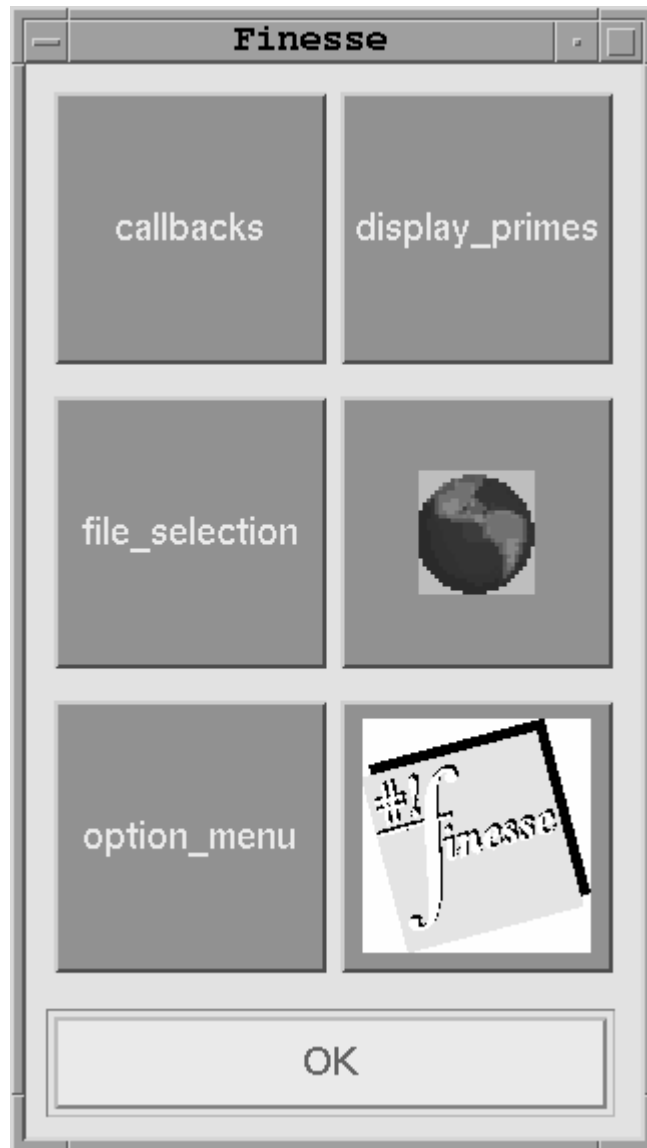 Finesse
callbacks
display_primes
file_selection
option_menu
#!finesse
OK